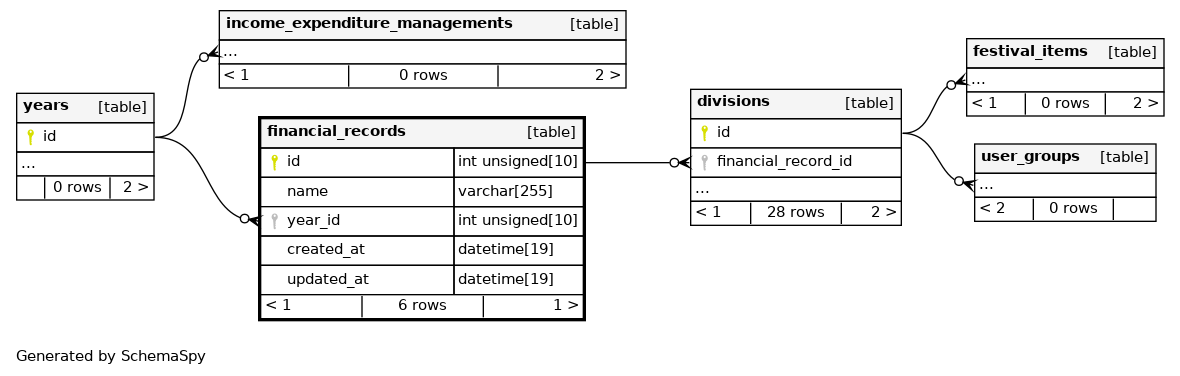 income_expenditure_managements [table]
...
< 1 0 rows 2 >
years [table]
id
...
0 rows 2 >
financial_records [table]
id int unsigned[10]
name varchar[255]
year_id int unsigned[10]
created_at datetime[19]
updated_at datetime[19]
< 1 6 rows 1 >
divisions [table]
id
financial_record_id
...
< 1 28 rows 2 >
festival_items [table]
...
< 1 0 rows 2 >
user_groups [table]
...
< 2 0 rows
Generated by SchemaSpy